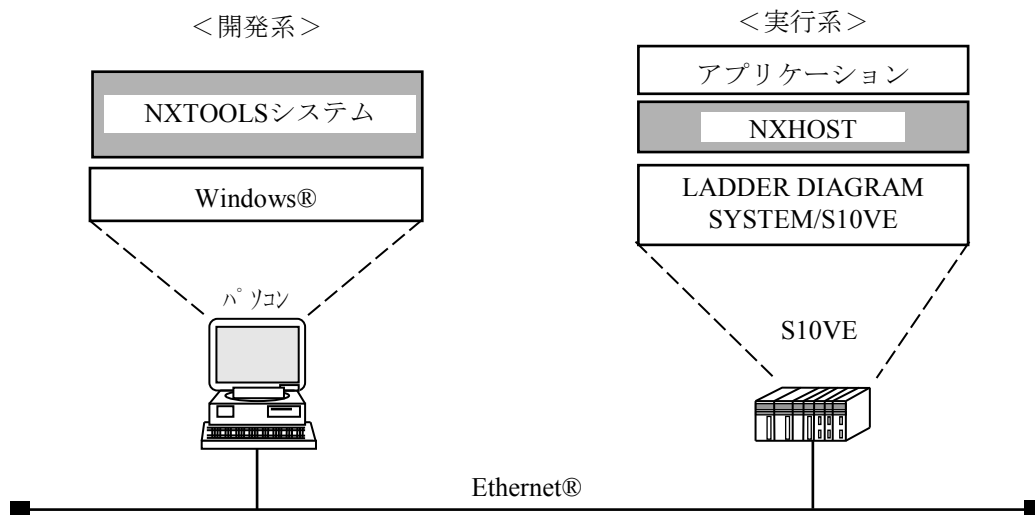 ＜開発系＞
NXTOOLSシステム
Windows®
パソコン
＜実行系＞
アプリケーション
NXHOST
LADDER DIAGRAM
SYSTEM/S10VE
S10VE
Ethernet®